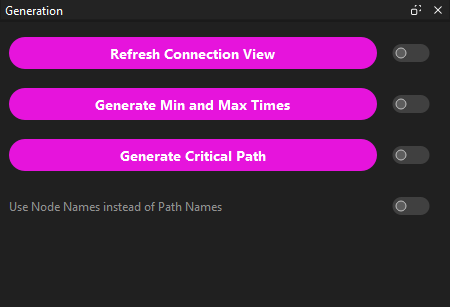 Generation
Refresh Connection View
Generate Min and Max Times
Generate Critical Path
Use Node Names instead of Path Names